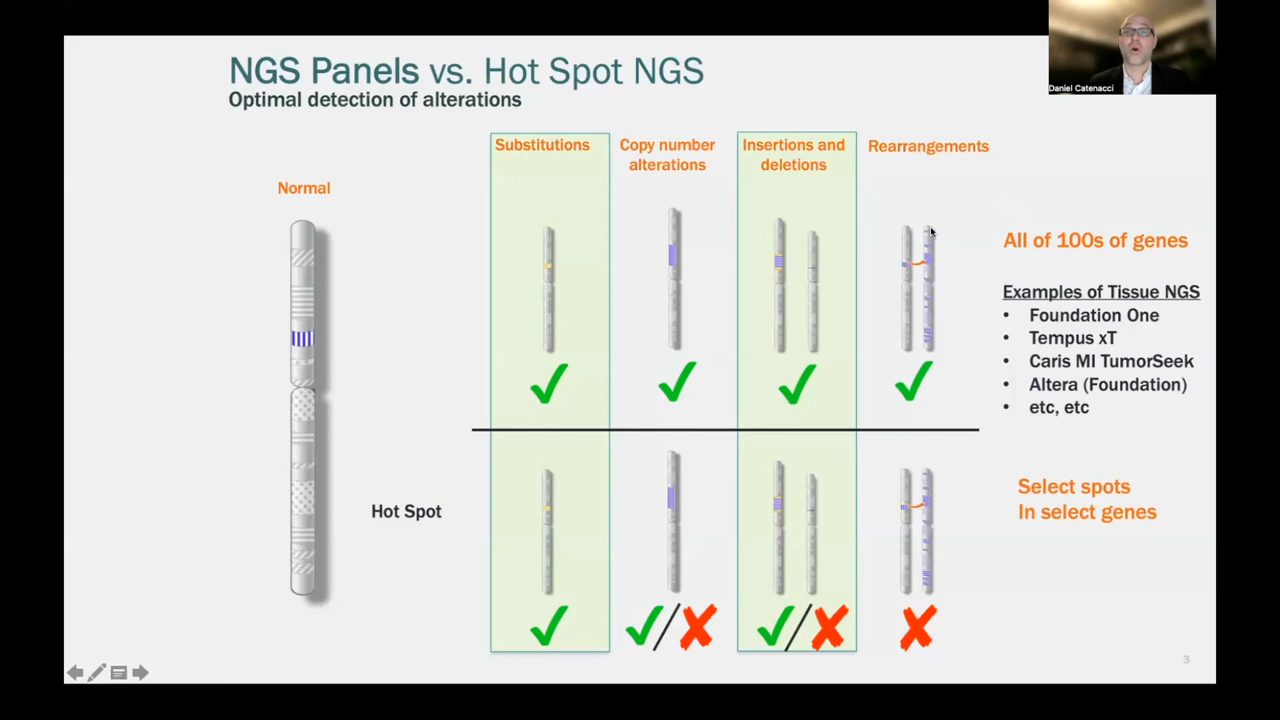 NGS Panels vs. Hot Spot NGS
Optimal detection of alterations
Daniel Catenacci
Normal
Substitutions
Copy number
alterations
Insertions and
deletions
Rearrangements
All of 100s of genes
Examples of Tissue NGS
• Foundation One
• Tempus xT
• Caris MI TumorSeek
• Altera (Foundation)
• etc, etc
Hot Spot
Select spots
In select genes
3